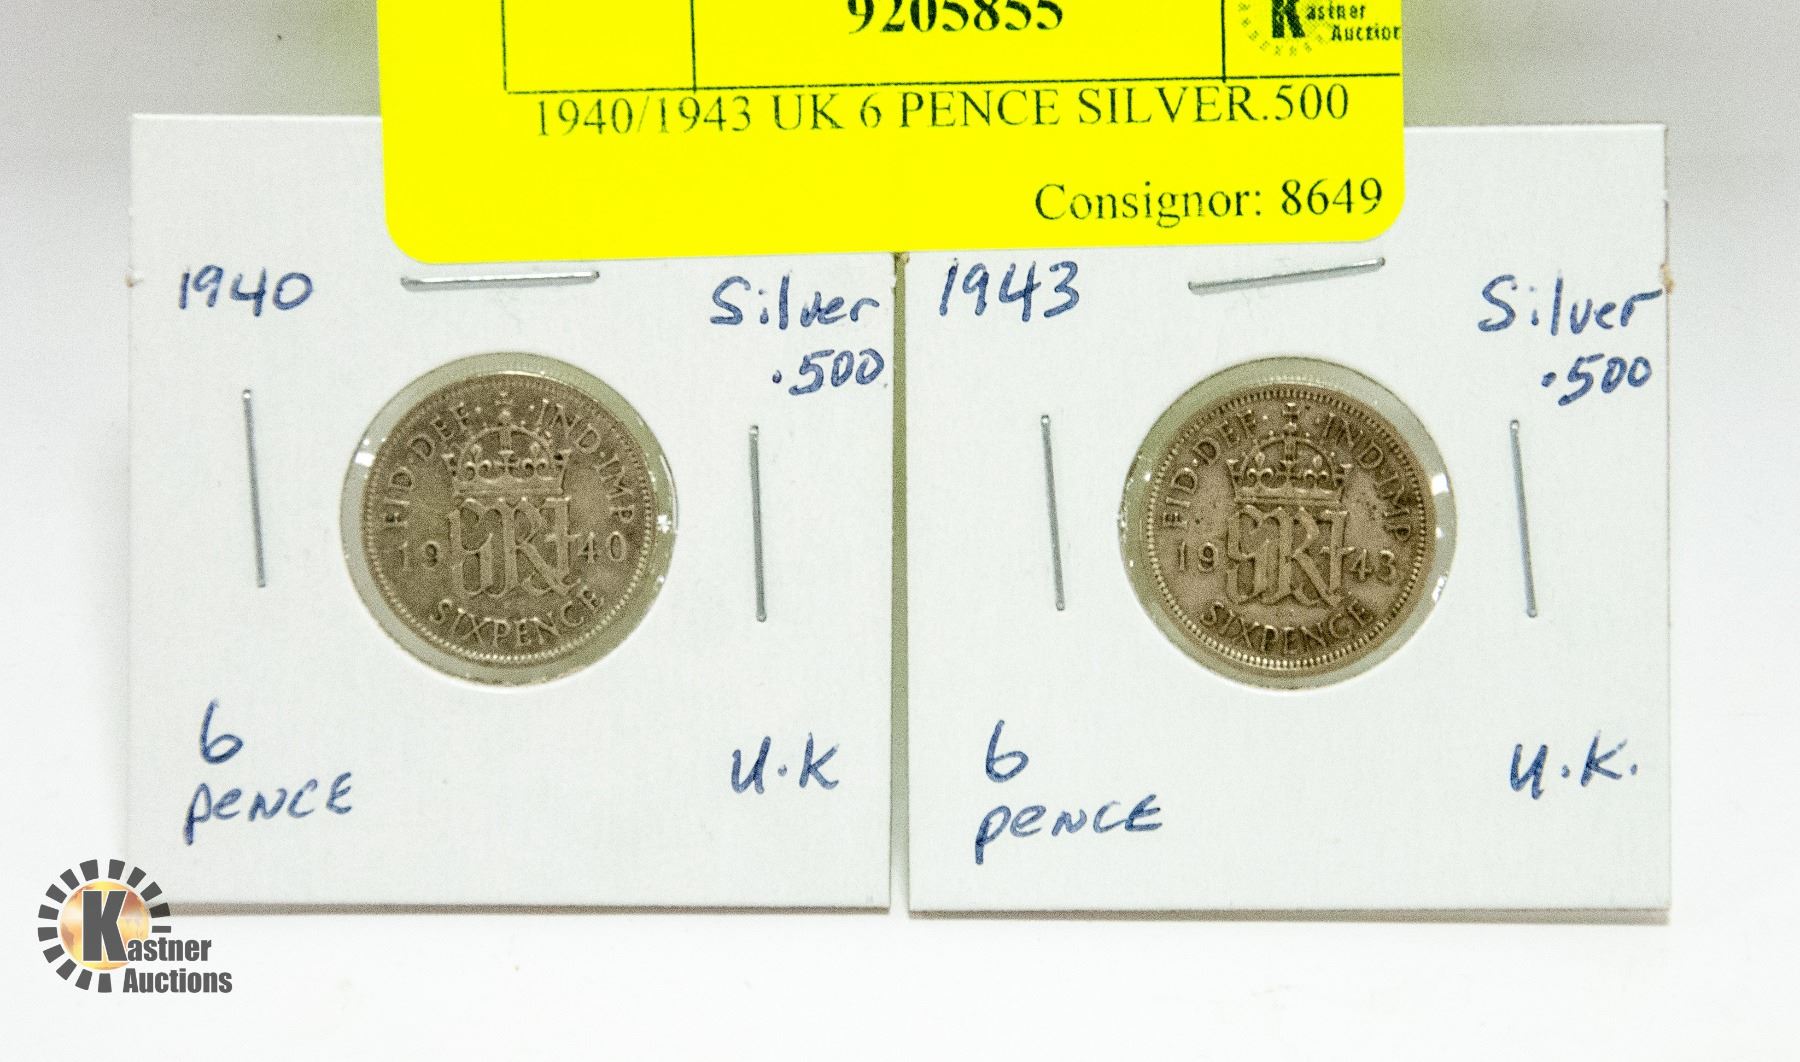 9205855
Kastner
Auction
1940/1943 UK 6 PENCE SILVER.500
Consignor: 8649
1940
Silver
.500
FID·DEF IND·IMP
GRI
19 40
SIXPENCE
6
PENCE
U.K
1943
Silver
.500
FID·DEF IND·IMP
GRI
19 43
SIXPENCE
6
PENCE
U.K.
Kastner
Auctions